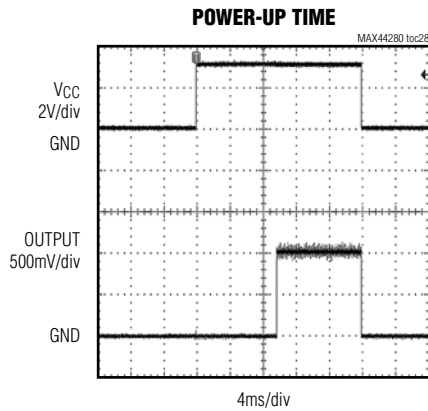 POWER-UP TIME
MAX44280 toc28
VCC
2V/div
GND
OUTPUT
500mV/div
GND
4ms/div